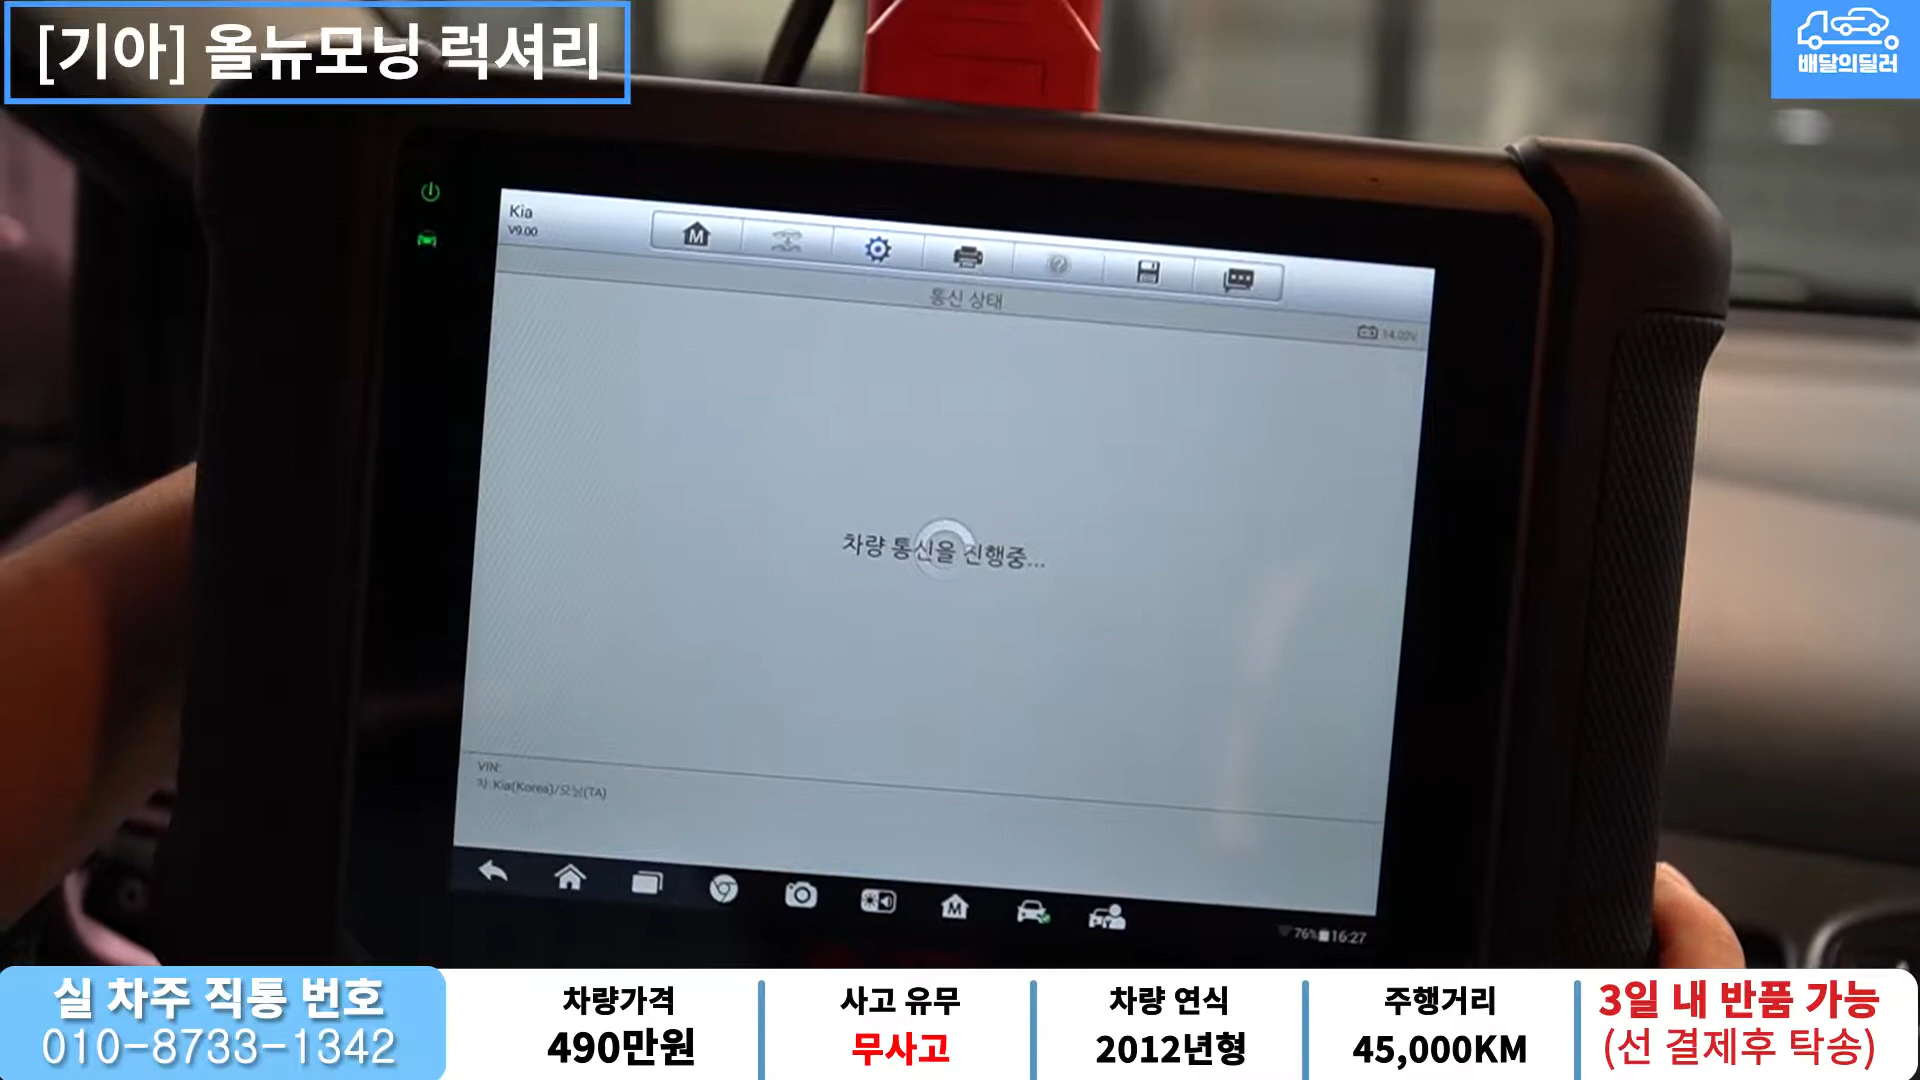 [기아] 올뉴모닝 럭셔리
배달의딜러
Kia
V9.00
M
통신 상태
14.02V
차량 통신을 진행중...
VIN:
차: Kia(Korea)/모닝(TA)
M
76% 16:27
실 차주 직통 번호
010-8733-1342
차량가격
490만원
사고 유무
무사고
차량 연식
2012년형
주행거리
45,000KM
3일 내 반품 가능
(선 결제후 탁송)